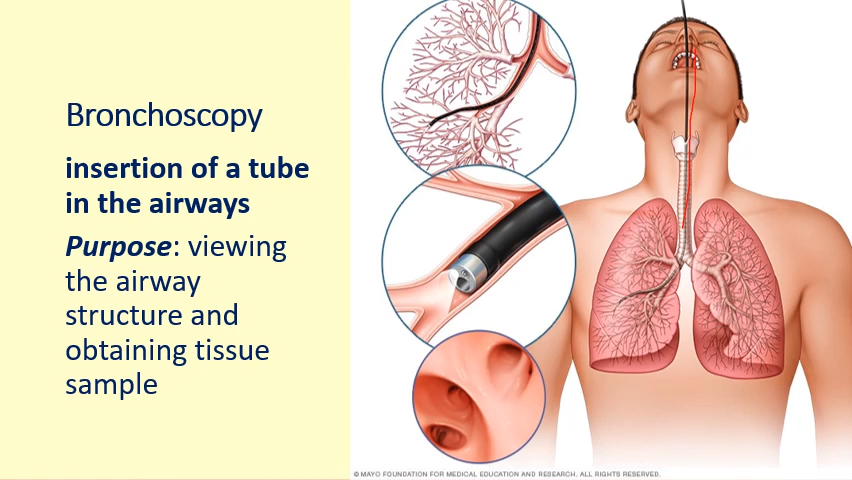 Bronchoscopy
insertion of a tube
in the airways
Purpose: viewing
the airway
structure and
obtaining tissue
sample
© MAYO FOUNDATION FOR MEDICAL EDUCATION AND RESEARCH. ALL RIGHTS RESERVED.